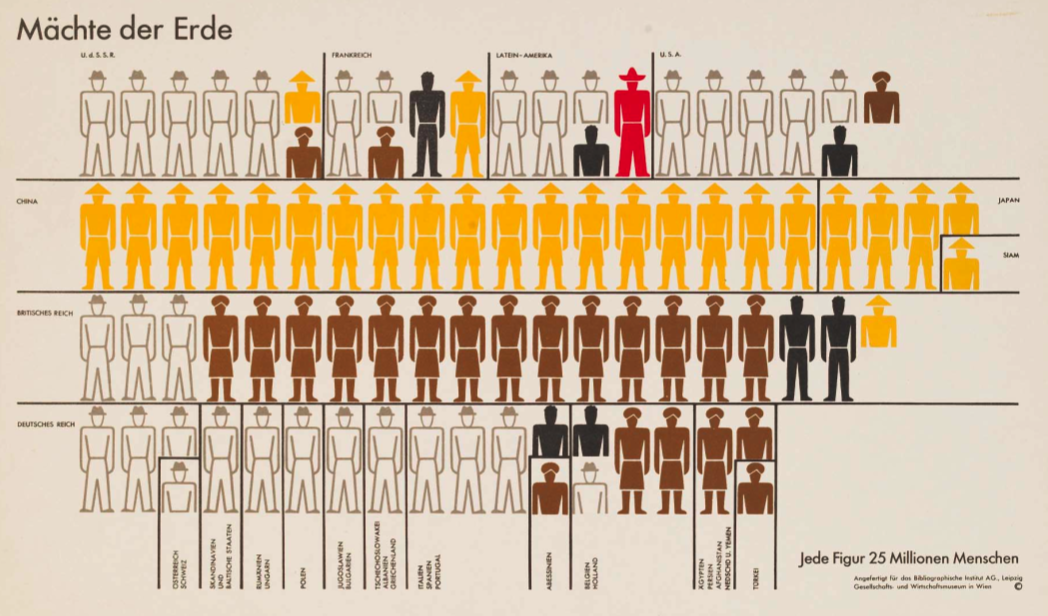 Mächte der Erde
U. d. S. S. R.
FRANKREICH
LATEIN-AMERIKA
U. S. A.
CHINA
JAPAN
SIAM
BRITISCHES REICH
DEUTSCHES REICH
ÖSTERREICH
SCHWEIZ
SKANDINAVIEN
UND
BALTISCHE STAATEN
RUMÄNIEN
UNGARN
POLEN
JUGOSLAWIEN
BULGARIEN
TSCHECHOSLOWAKEI
ALBANIEN
GRIECHENLAND
ITALIEN
SPANIEN
PORTUGAL
ABESSINIEN
BELGIEN
HOLLAND
ÄGYPTEN
PERSIEN
AFGHANISTAN
NEDSCHD U. YEMEN
TÜRKEI
Jede Figur 25 Millionen Menschen
Angefertigt für das Bibliographische Institut AG., Leipzig
Gesellschafts- und Wirtschaftsmuseum in Wien ©